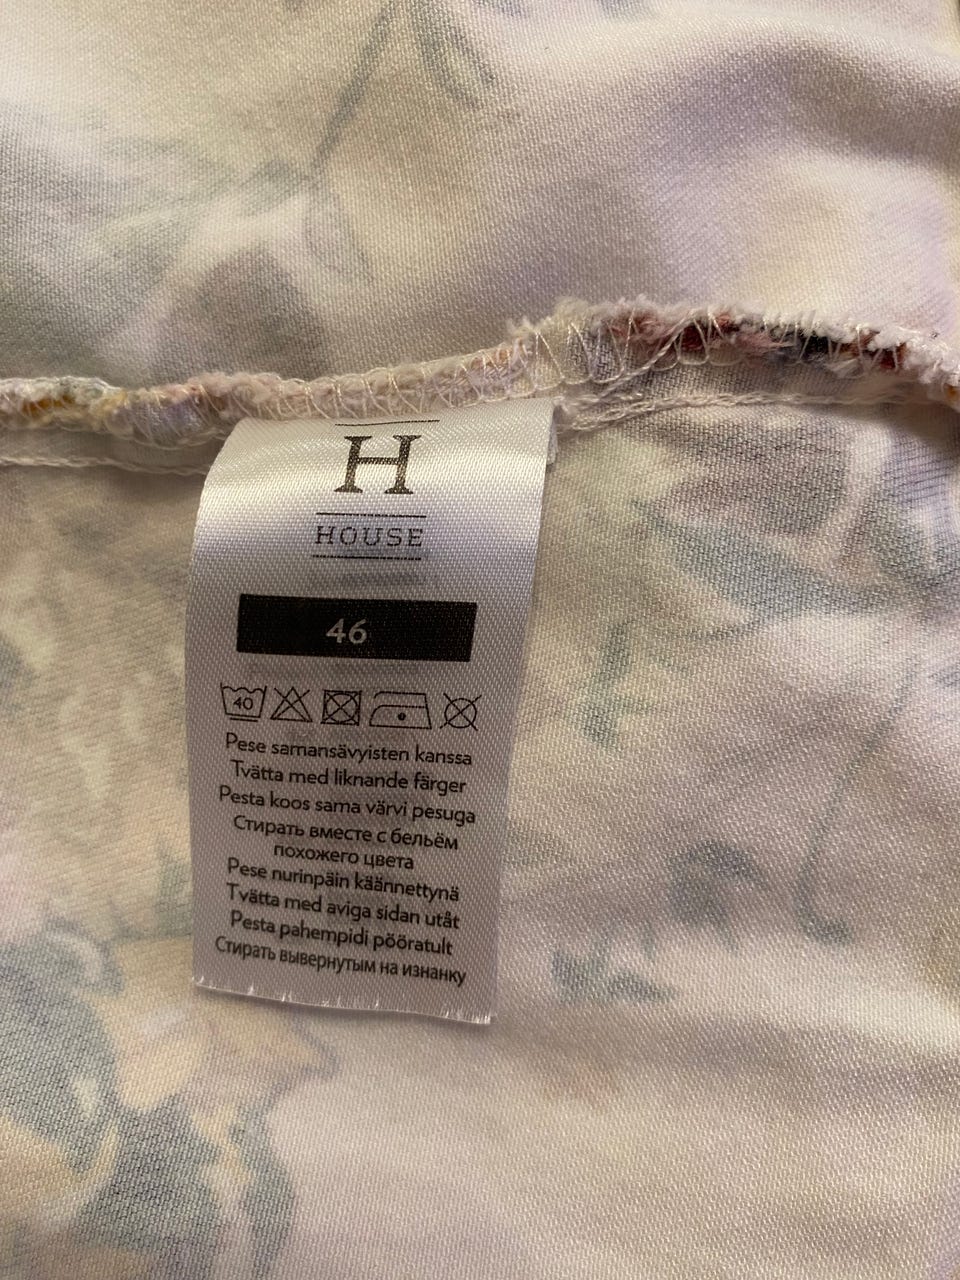 H
HOUSE
46
40
Pese samansävyisten kanssa
Tvätta med liknande färger
Pesta koos sama värvi pesuga
Стирать вместе с бельём
похожего цвета
Pese nurinpäin käännettynä
Tvätta med aviga sidan utåt
Pesta pahempidi pööratult
Стирать вывернутым на изнанку